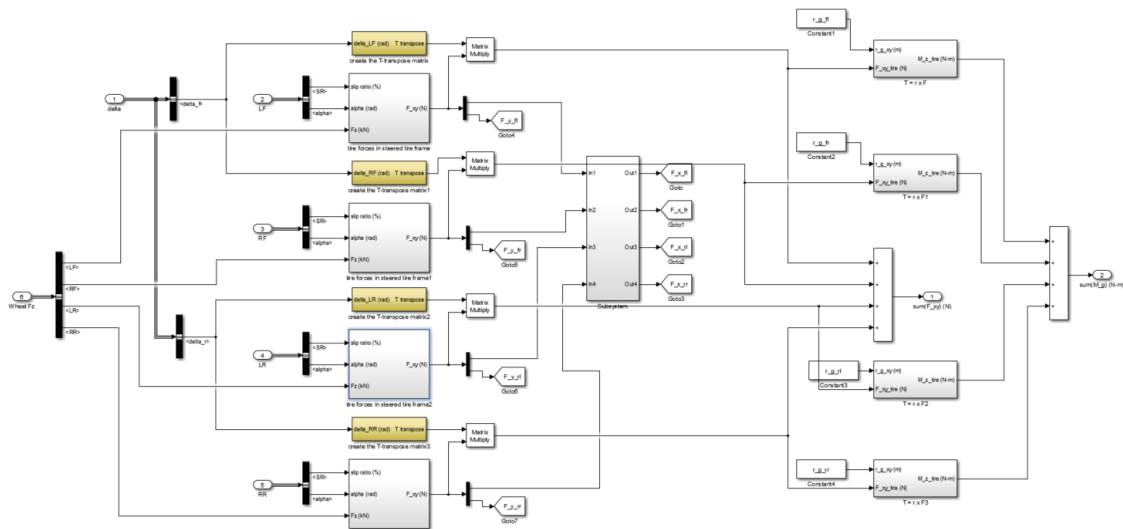 r_g_fl
Constant1
r_g_xy (m)
F_xy_tire (N)
M_z_tire (N-m)
T = r x F
delta_LF (rad) T transpose
create the T-transpose matrix
Matrix
Multiply
1
delta
<delta_f>
2
LF
<SR>
<alpha>
slip ratio (%)
alpha (rad)
Fz (kN)
F_xy (N)
tire forces in steered tire frame
F_y_fl
Goto4
r_g_fr
Constant2
r_g_xy (m)
F_xy_tire (N)
M_z_tire (N-m)
T = r x F1
delta_RF (rad) T transpose
create the T-transpose matrix1
Matrix
Multiply
In1
In2
In3
In4
Out1
Out2
Out3
Out4
Subsystem
F_x_fl
Goto
F_x_fr
Goto1
F_x_rl
Goto2
F_x_rr
Goto3
3
RF
<SR>
<alpha>
slip ratio (%)
alpha (rad)
Fz (kN)
F_xy (N)
tire forces in steered tire frame1
F_y_fr
Goto5
6
Wheel Fz
<LF>
<RF>
<LR>
<RR>
+
+
+
+
2
sum(M_g) (N-m)
+
+
+
+
1
sum(F_xy) (N)
delta_LR (rad) T transpose
create the T-transpose matrix2
Matrix
Multiply
<delta_r>
4
LR
<SR>
<alpha>
slip ratio (%)
alpha (rad)
Fz (kN)
F_xy (N)
tire forces in steered tire frame2
F_y_rl
Goto6
r_g_rl
Constant3
r_g_xy (m)
F_xy_tire (N)
M_z_tire (N-m)
T = r x F2
delta_RR (rad) T transpose
create the T-transpose matrix3
Matrix
Multiply
5
RR
<SR>
<alpha>
slip ratio (%)
alpha (rad)
Fz (kN)
F_xy (N)
F_y_rr
Goto7
r_g_rr
Constant4
r_g_xy (m)
F_xy_tire (N)
M_z_tire (N-m)
T = r x F3